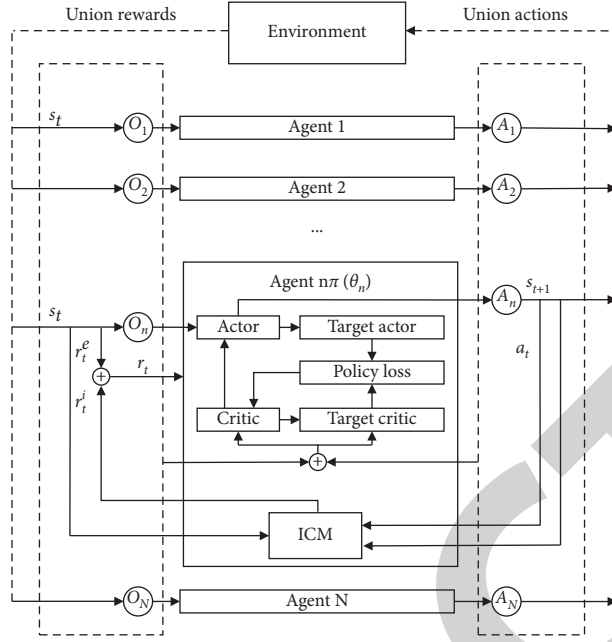 Union rewards
Environment
Union actions
s_t
O_1
Agent 1
A_1
O_2
Agent 2
A_2
...
Agent nπ (θ_n)
s_t
O_n
Actor
Target actor
A_n
s_{t+1}
r_t^e
r_t
Policy loss
a_t
+
r_t^i
Critic
Target critic
+
ICM
O_N
Agent N
A_N